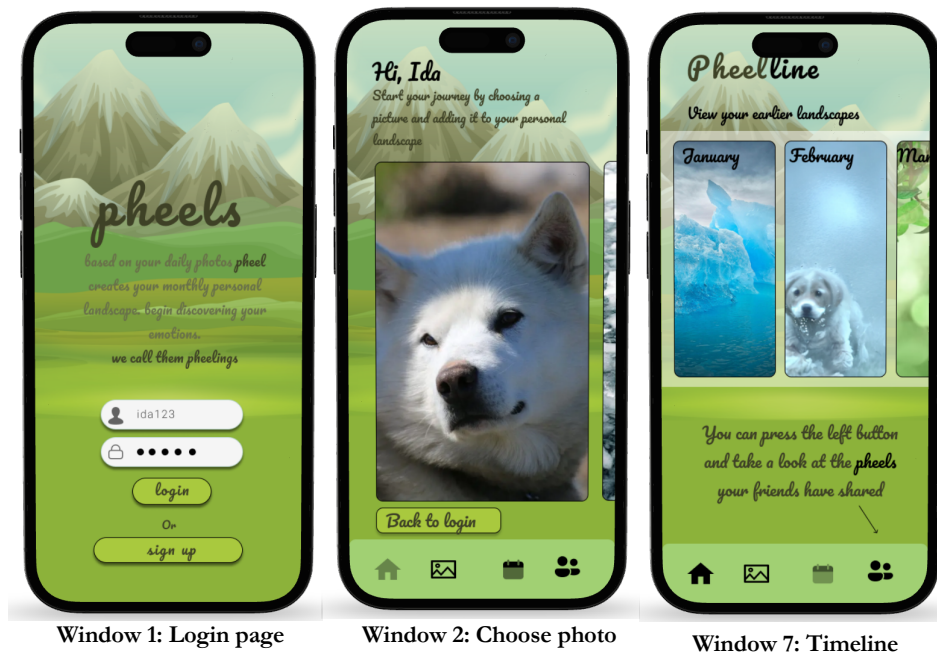 pheels
based on your daily photos pheel
creates your monthly personal
landscape. begin discovering your
emotions.
we call them pheelings
ida123
login
Or
sign up
Window 1: Login page
Hi, Ida
Start your journey by choosing a
picture and adding it to your personal
landscape
Back to login
Window 2: Choose photo
Pheelline
View your earlier landscapes
January
February
Mar
You can press the left button
and take a look at the pheels
your friends have shared
Window 7: Timeline